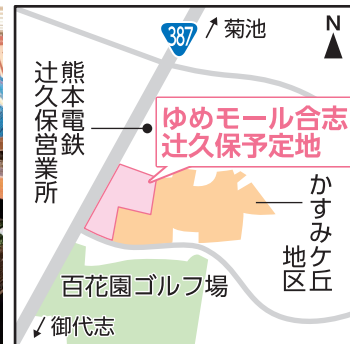 387
菊池
N
熊本電鉄
辻久保営業所
ゆめモール合志
辻久保予定地
かすみケ丘
地区
百花園ゴルフ場
御代志